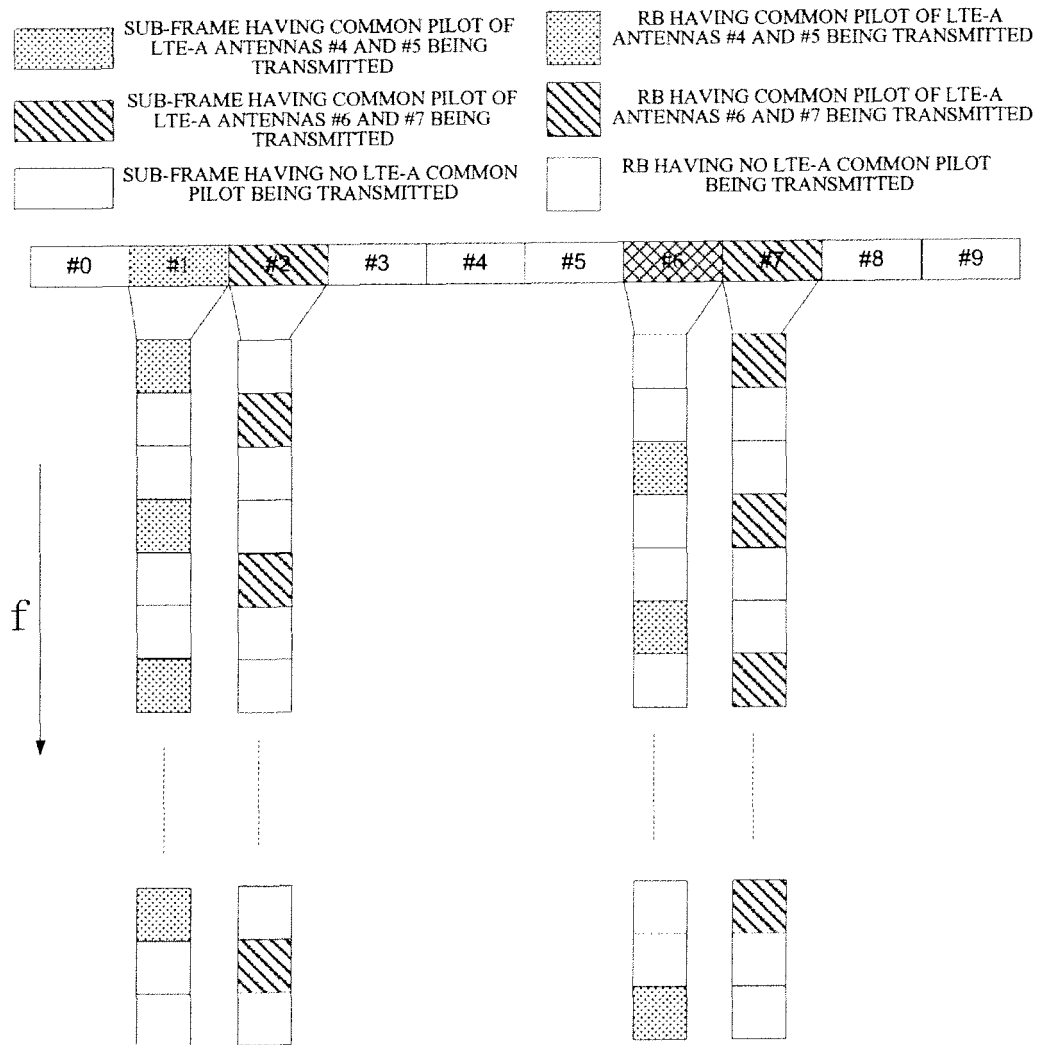 SUB-FRAME HAVING COMMON PILOT OF
LTE-A ANTENNAS #4 AND #5 BEING
TRANSMITTED
SUB-FRAME HAVING COMMON PILOT OF
LTE-A ANTENNAS #6 AND #7 BEING
TRANSMITTED
SUB-FRAME HAVING NO LTE-A COMMON
PILOT BEING TRANSMITTED
RB HAVING COMMON PILOT OF LTE-A
ANTENNAS #4 AND #5 BEING
TRANSMITTED
RB HAVING COMMON PILOT OF LTE-A
ANTENNAS #6 AND #7 BEING TRANSMITTED
RB HAVING NO LTE-A COMMON PILOT
BEING TRANSMITTED
#0 #1 #2 #3 #4 #5 #6 #7 #8 #9
f